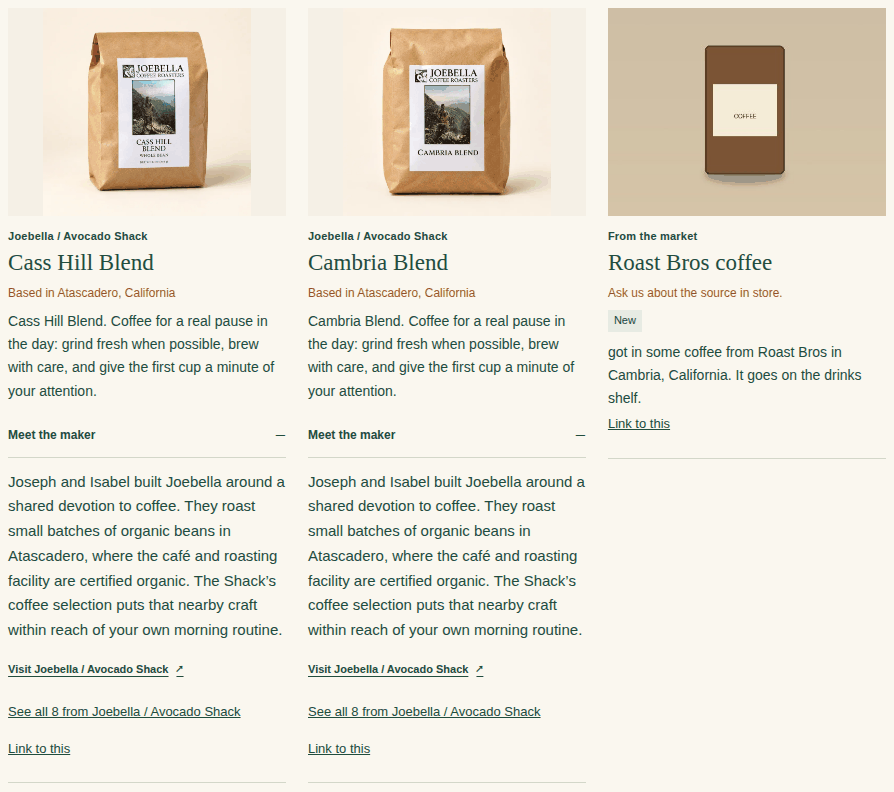 JOEBELLA
COFFEE ROASTERS
CASS HILL
BLEND
WHOLE BEAN
Joebella / Avocado Shack
Cass Hill Blend
Based in Atascadero, California
Cass Hill Blend. Coffee for a real pause in
the day: grind fresh when possible, brew
with care, and give the first cup a minute of
your attention.
Meet the maker —
Joseph and Isabel built Joebella around a
shared devotion to coffee. They roast
small batches of organic beans in
Atascadero, where the café and roasting
facility are certified organic. The Shack’s
coffee selection puts that nearby craft
within reach of your own morning routine.
Visit Joebella / Avocado Shack ↗
See all 8 from Joebella / Avocado Shack
Link to this
JOEBELLA
COFFEE ROASTERS
CAMBRIA BLEND
Joebella / Avocado Shack
Cambria Blend
Based in Atascadero, California
Cambria Blend. Coffee for a real pause in
the day: grind fresh when possible, brew
with care, and give the first cup a minute of
your attention.
Meet the maker —
Joseph and Isabel built Joebella around a
shared devotion to coffee. They roast
small batches of organic beans in
Atascadero, where the café and roasting
facility are certified organic. The Shack’s
coffee selection puts that nearby craft
within reach of your own morning routine.
Visit Joebella / Avocado Shack ↗
See all 8 from Joebella / Avocado Shack
Link to this
COFFEE
From the market
Roast Bros coffee
Ask us about the source in store.
New
got in some coffee from Roast Bros in
Cambria, California. It goes on the drinks
shelf.
Link to this